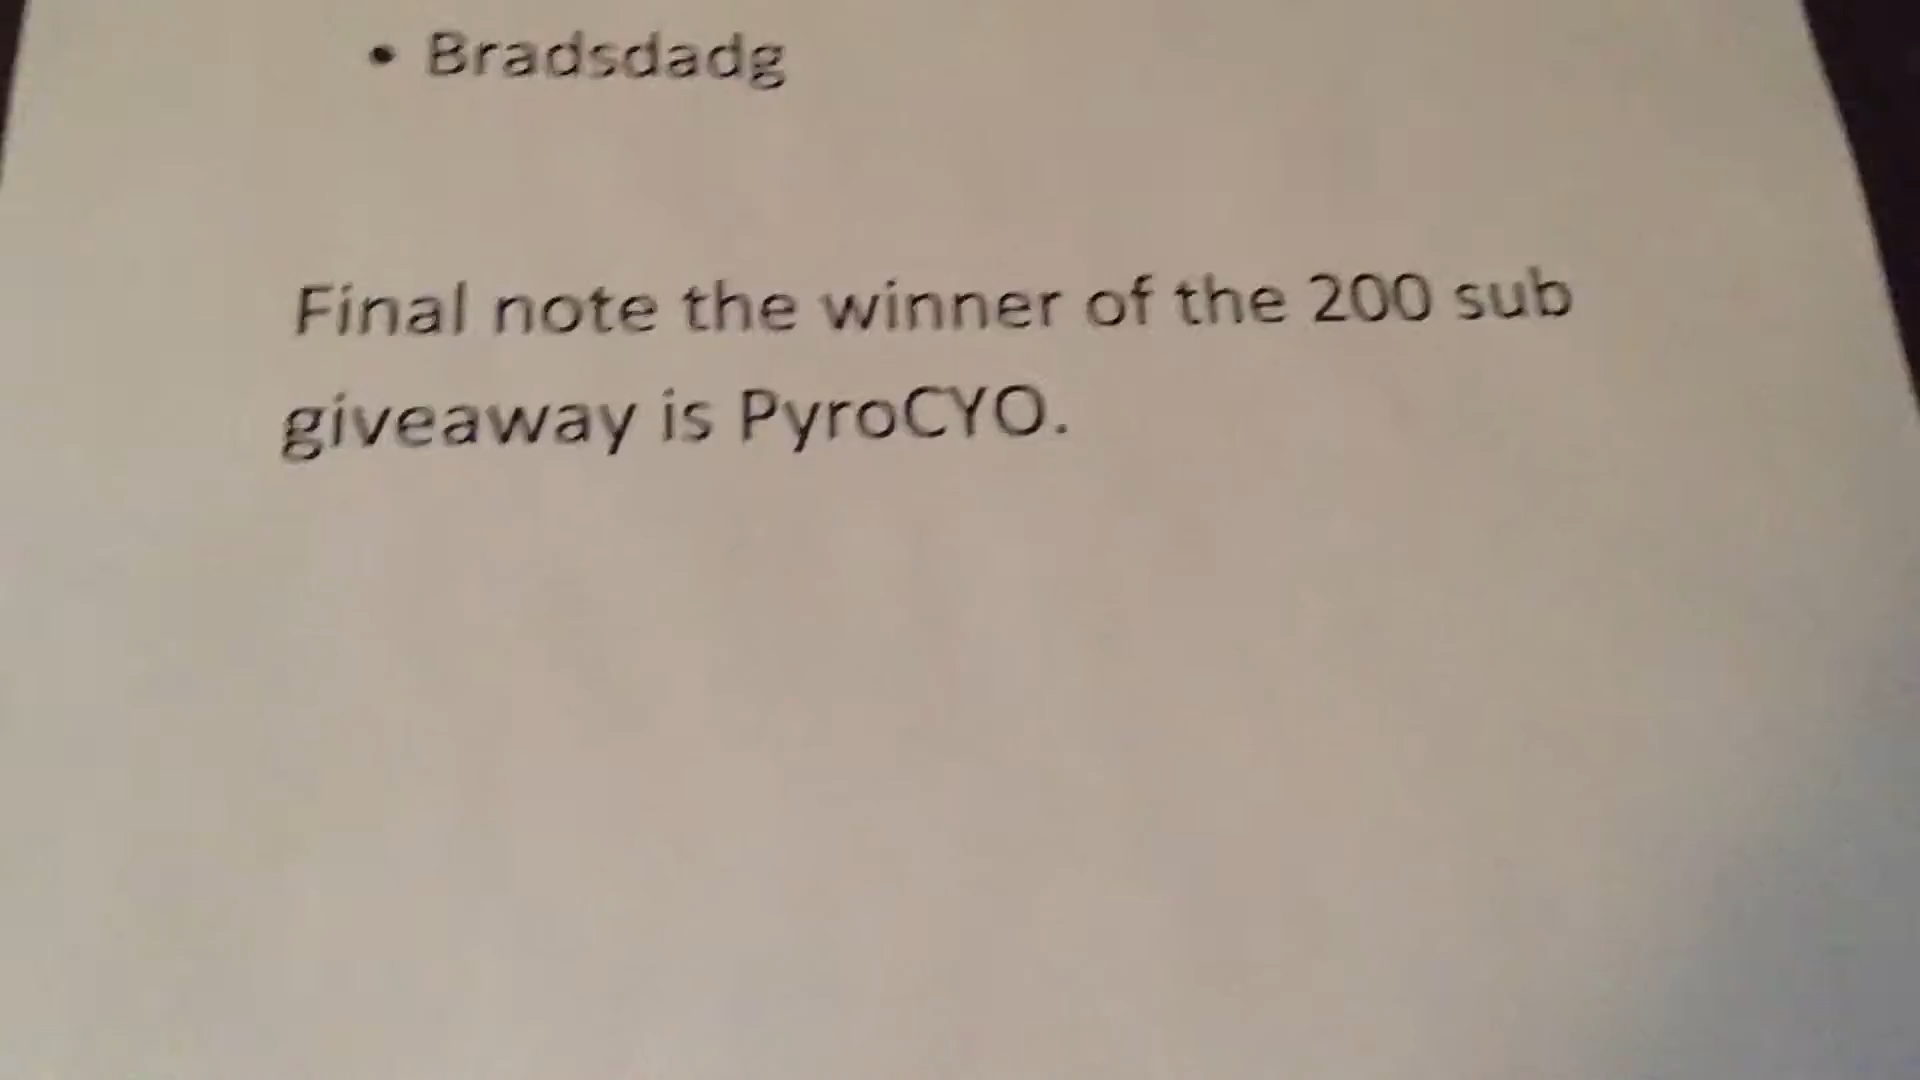 • Bradsdadg
Final note the winner of the 200 sub
giveaway is PyroCYO.